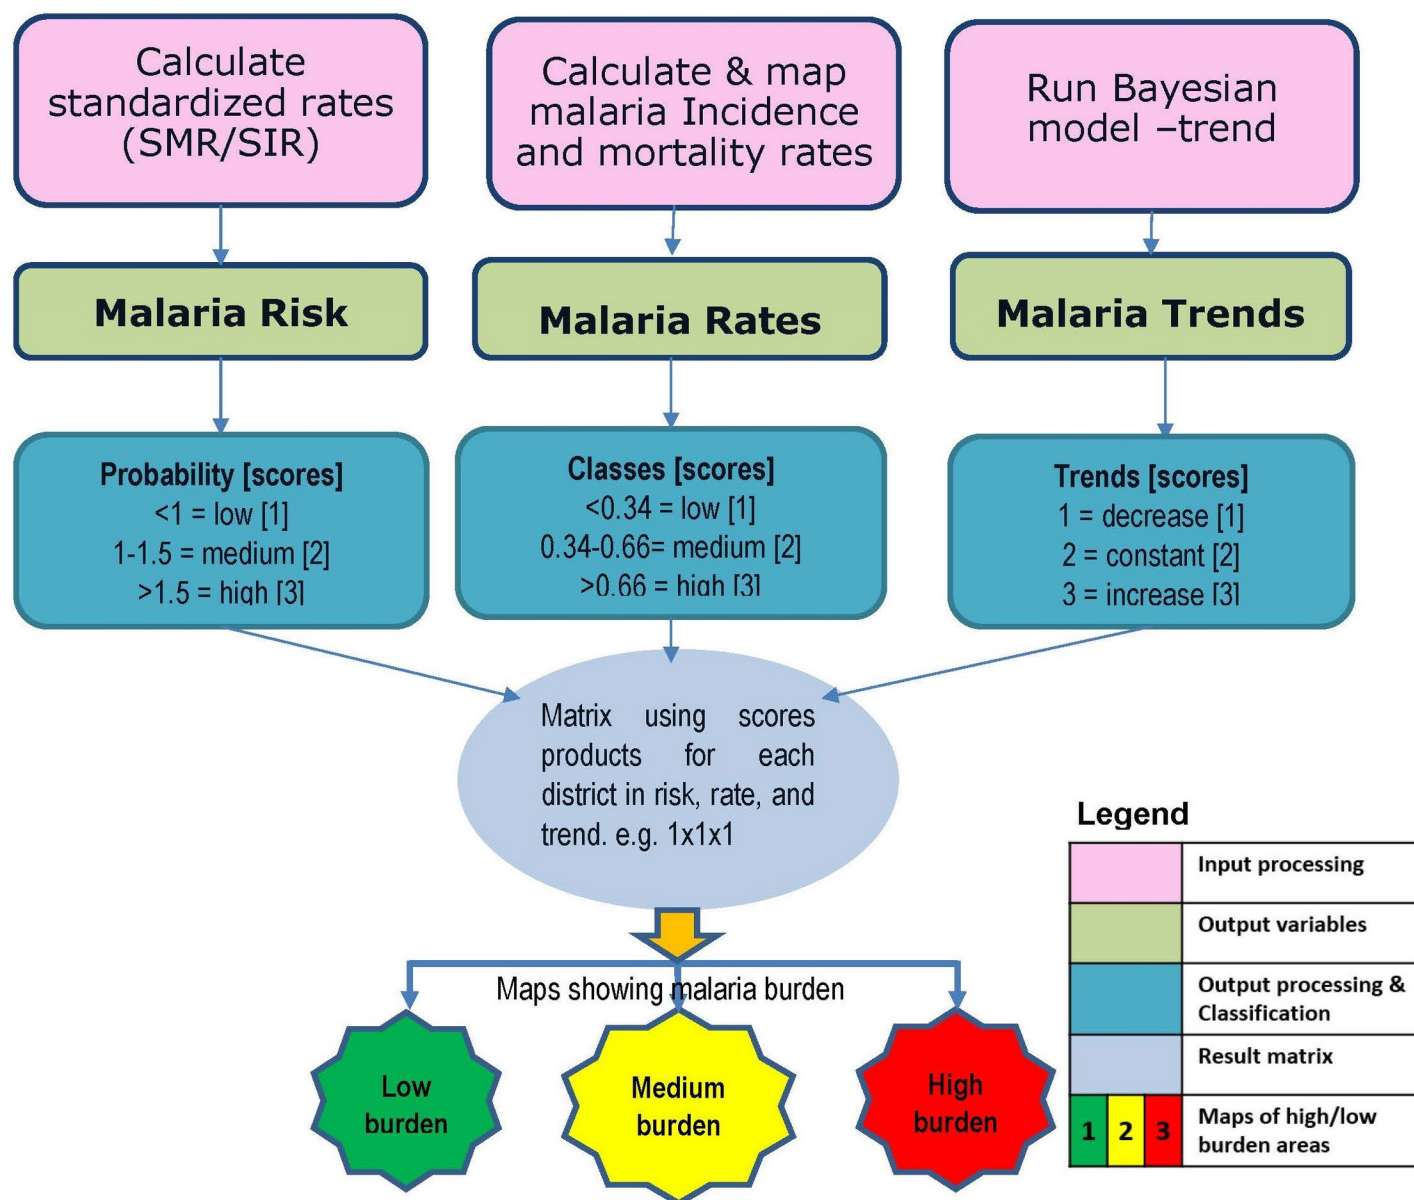 Calculate
standardized rates
(SMR/SIR)
Calculate & map
malaria Incidence
and mortality rates
Run Bayesian
model –trend
Malaria Risk
Malaria Rates
Malaria Trends
Probability [scores]
<1 = low [1]
1-1.5 = medium [2]
>1.5 = high [3]
Classes [scores]
<0.34 = low [1]
0.34-0.66= medium [2]
>0.66 = high [3]
Trends [scores]
1 = decrease [1]
2 = constant [2]
3 = increase [3]
Matrix using scores
products for each
district in risk, rate, and
trend. e.g. 1x1x1
Maps showing malaria burden
Low
burden
Medium
burden
High
burden
Legend
Input processing
Output variables
Output processing &
Classification
Result matrix
1 2 3
Maps of high/low
burden areas